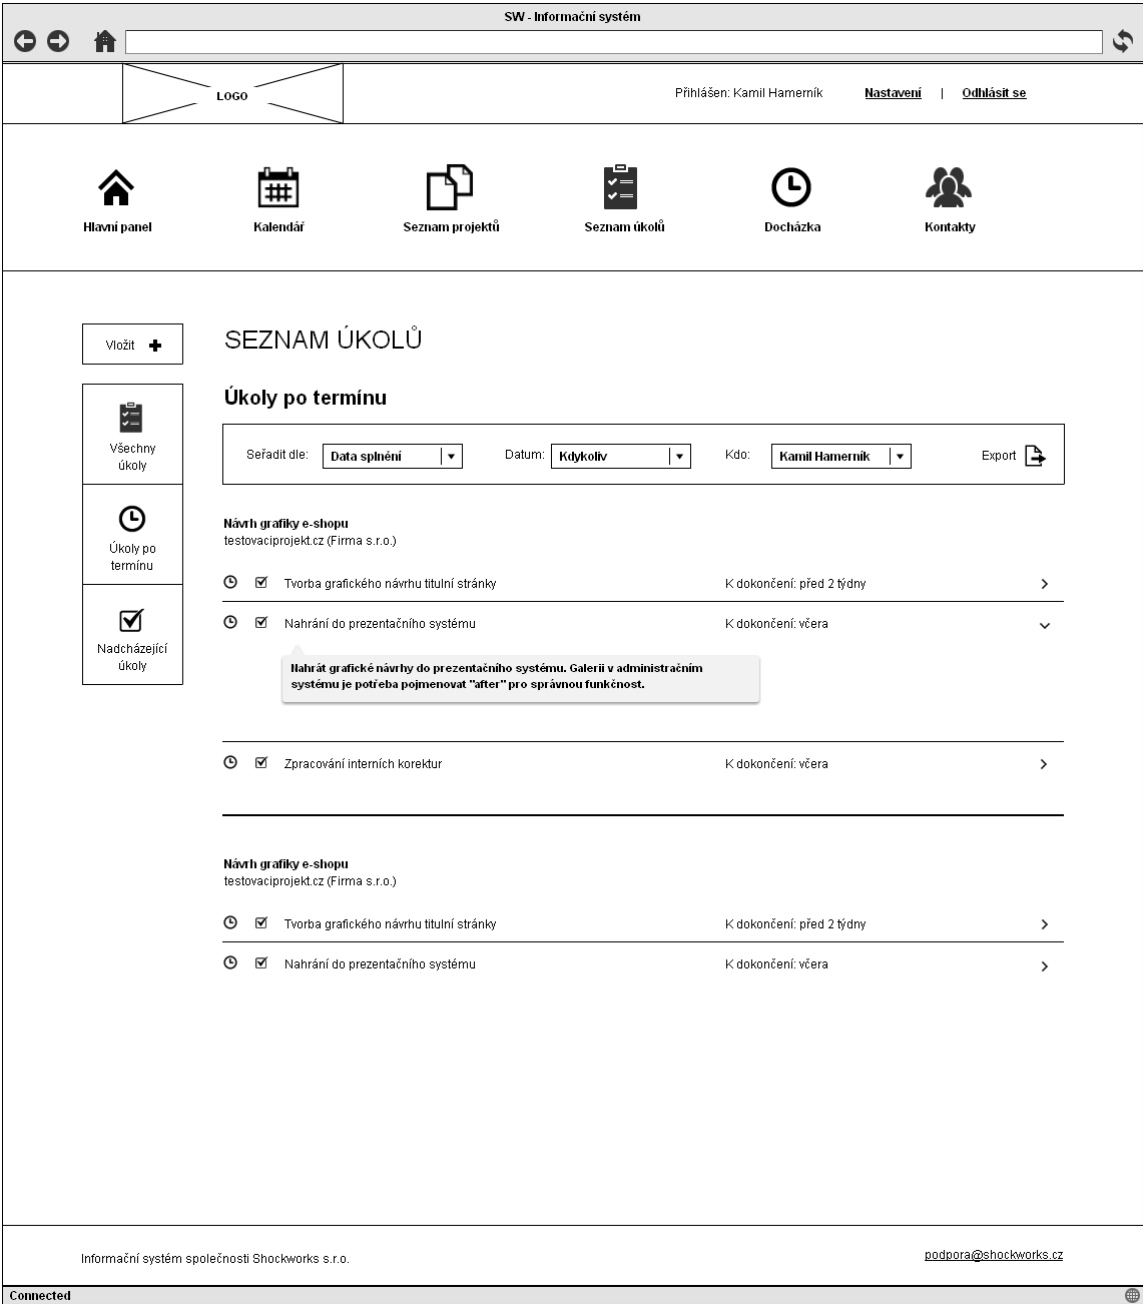 SW - Informační systém
LOGO
Přihlášen: Kamil Hamerník Nastavení | Odhlásit se
Hlavní panel Kalendář Seznam projektů Seznam úkolů Docházka Kontakty
Vložit
SEZNAM ÚKOLŮ
Všechny
úkoly
Úkoly po
termínu
Nadcházející
úkoly
Úkoly po termínu
Seřadit dle: Data splnění Datum: Kdykoliv Kdo: Kamil Hamerník Export
Návrh grafiky e-shopu
testovaciprojekt.cz (Firma s.r.o.)
Tvorba grafického návrhu titulní stránky K dokončení: před 2 týdny
Nahrání do prezentačního systému K dokončení: včera
Nahrát grafické návrhy do prezentačního systému. Galerii v administračním
systému je potřeba pojmenovat "after" pro správnou funkčnost.
Zpracování interních korektur K dokončení: včera
Návrh grafiky e-shopu
testovaciprojekt.cz (Firma s.r.o.)
Tvorba grafického návrhu titulní stránky K dokončení: před 2 týdny
Nahrání do prezentačního systému K dokončení: včera
Informační systém společnosti Shockworks s.r.o. podpora@shockworks.cz
Connected